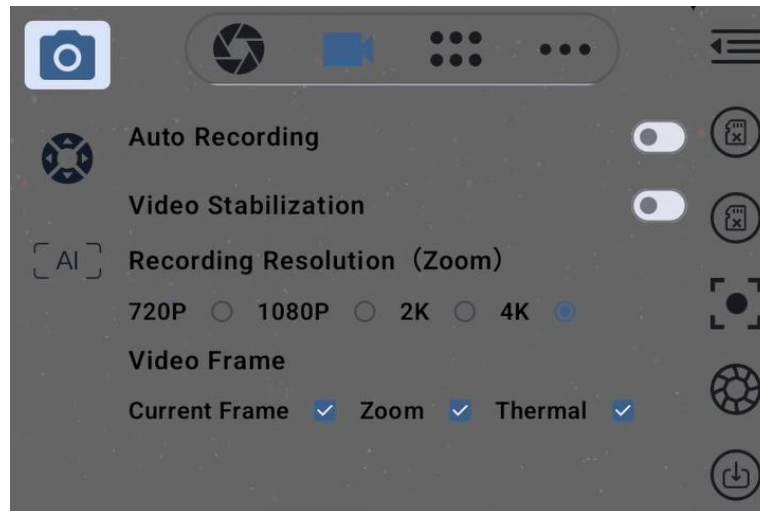 Auto Recording
Video Stabilization
AI
Recording Resolution（Zoom）
720P 1080P 2K 4K
Video Frame
Current Frame Zoom Thermal